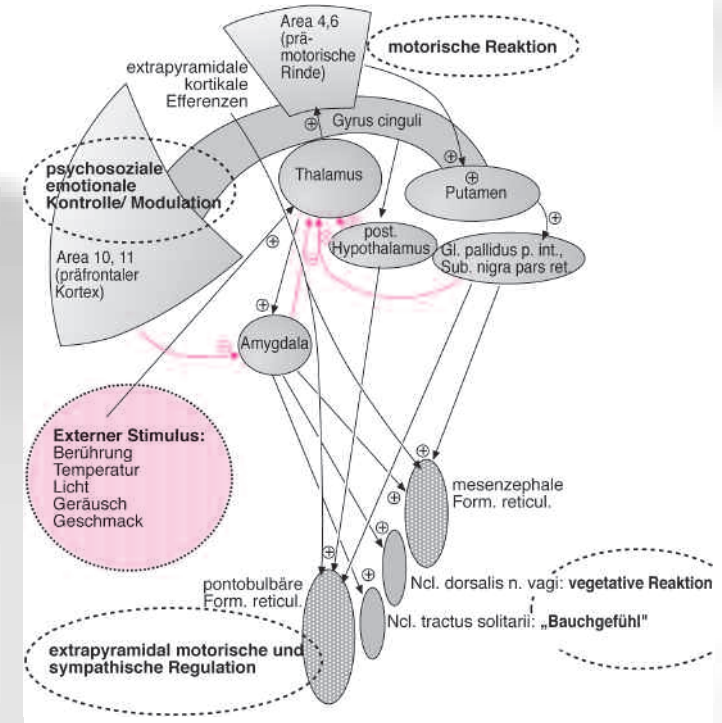 Area 4,6
(prä-
motorische
Rinde)
motorische Reaktion
extrapyramidale
kortikale
Efferenzen
Gyrus cinguli
Thalamus
Putamen
psychosoziale
emotionale
Kontrolle/ Modulation
post.
Hypothalamus
Gl. pallidus p. int.,
Sub. nigra pars ret.
Area 10, 11
(präfrontaler
Kortex)
Amygdala
Externer Stimulus:
Berührung
Temperatur
Licht
Geräusch
Geschmack
mesenzephale
Form. reticul.
pontobulbäre
Form. reticul.
Ncl. dorsalis n. vagi: vegetative Reaktion
Ncl. tractus solitarii: „Bauchgefühl"
extrapyramidal motorische und
sympathische Regulation